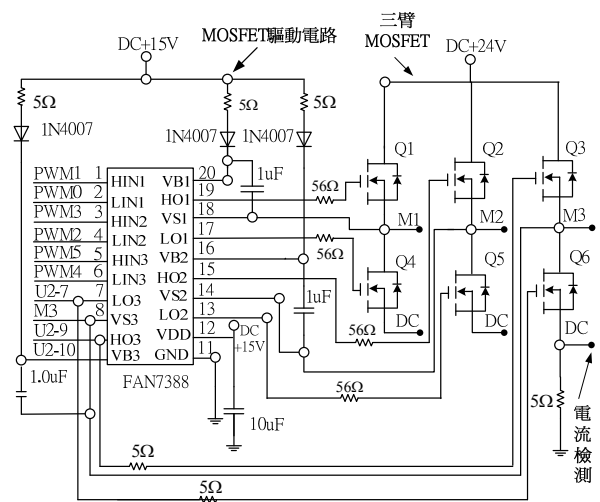 三臂
MOSFET
MOSFET驅動電路
DC+15V
DC+24V
5Ω
5Ω
5Ω
1N4007
1N4007
1N4007
Q1
Q2
Q3
PWM1 1 HIN1
PWM0 2 LIN1
PWM3 3 HIN2
PWM2 4 LIN2
PWM5 5 HIN3
PWM4 6 LIN3
U2-7 7 LO3
M3 8 VS3
U2-9 9 HO3
U2-10 VB3
VB1 20
HO1 19
VS1 18
LO1 17
VB2 16
HO2 15
VS2 14
LO2 13
VDD 12
GND 11
FAN7388
1uF
1uF
56Ω
56Ω
M1
M2
M3
Q4
Q5
Q6
DC
DC
DC
DC
+15V
1.0uF
10uF
56Ω
56Ω
5Ω
5Ω
5Ω
電流檢測